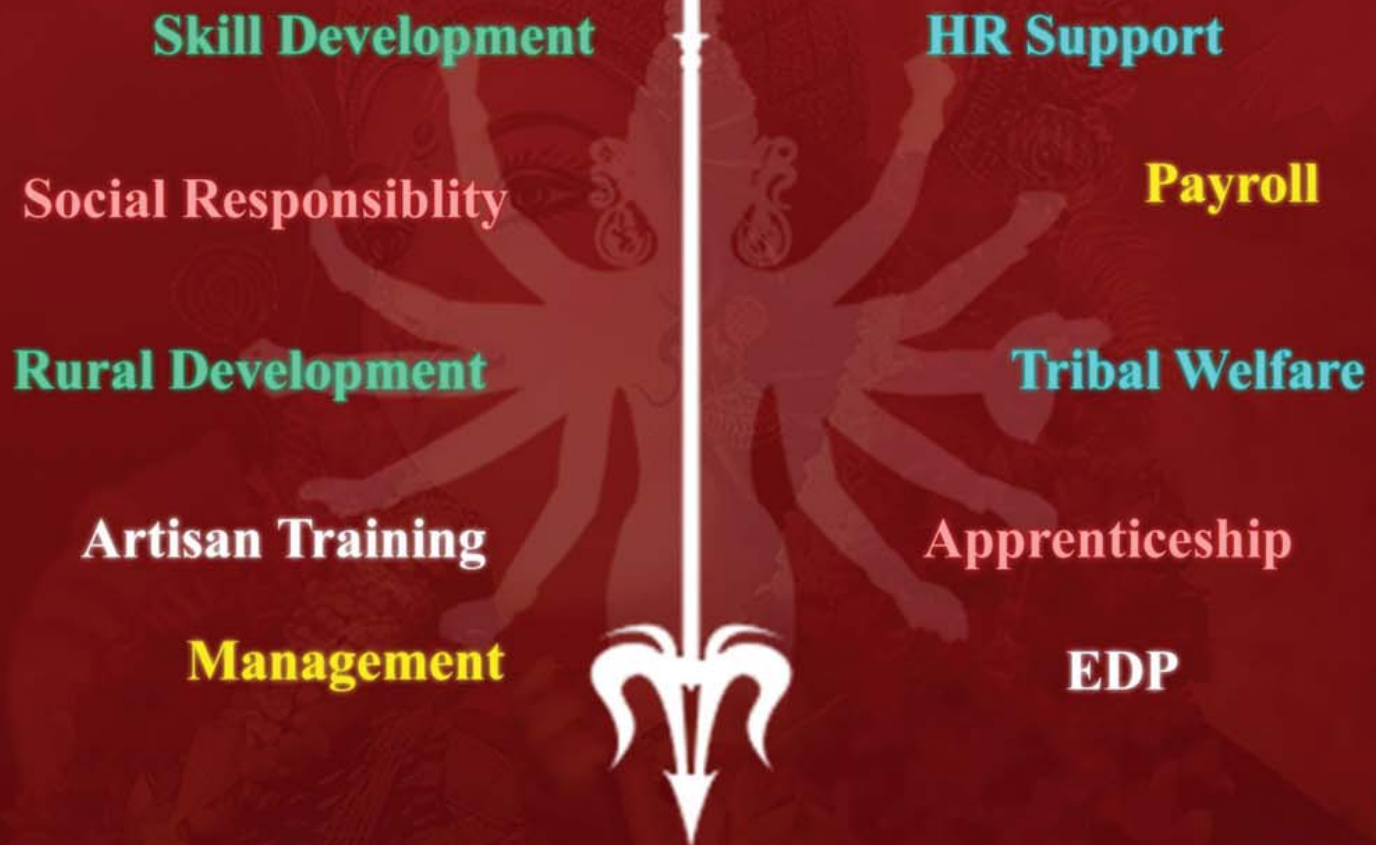 Skill Development
HR Support
Social Responsiblity
Payroll
Rural Development
Tribal Welfare
Artisan Training
Apprenticeship
Management
EDP